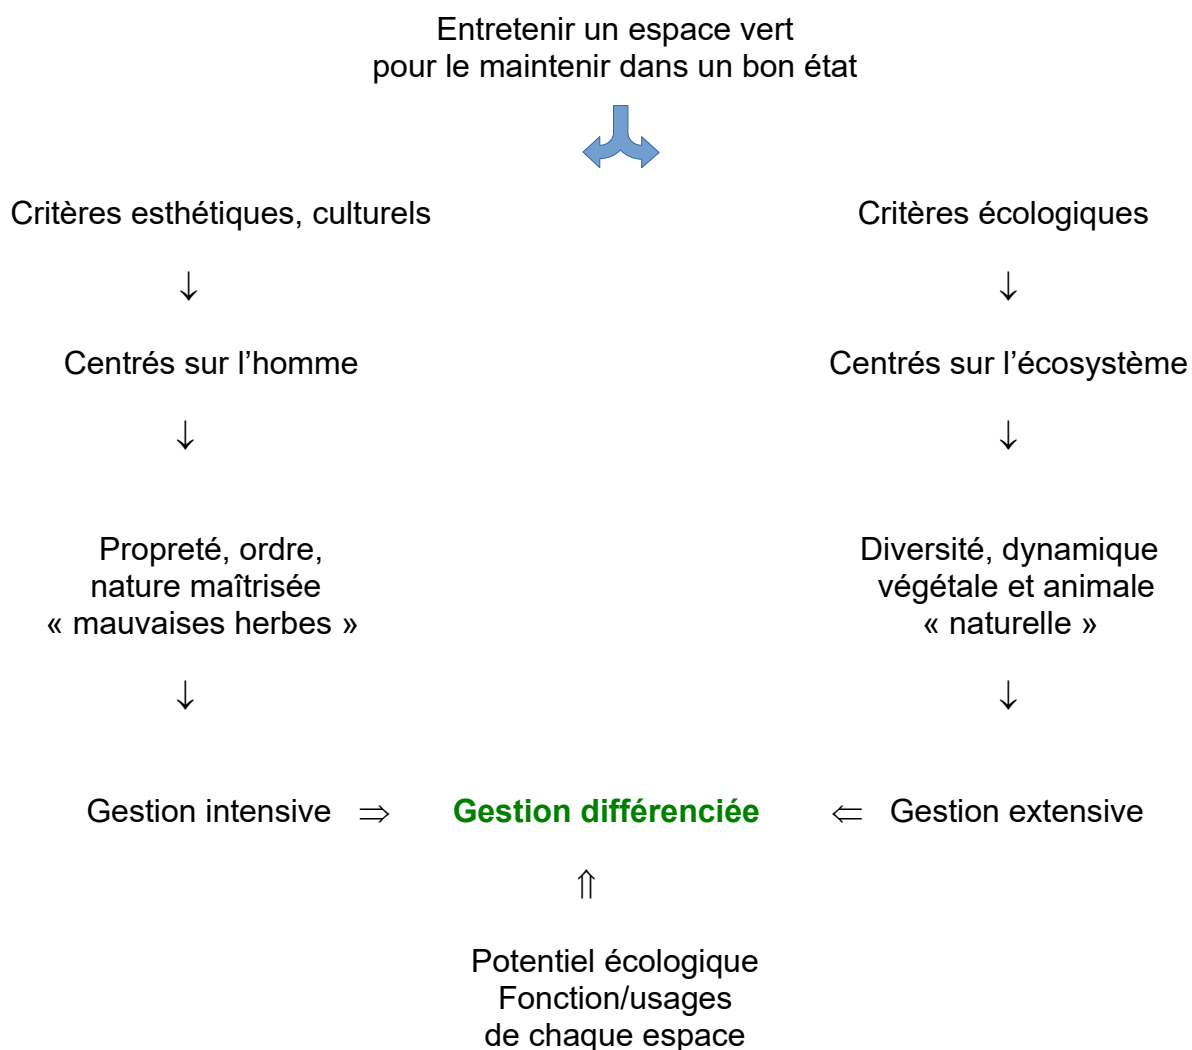 Entretenir un espace vert
pour le maintenir dans un bon état
Critères esthétiques, culturels
Critères écologiques
↓
↓
Centrés sur l’homme
Centrés sur l’écosystème
↓
↓
Propreté, ordre,
nature maîtrisée
« mauvaises herbes »
Diversité, dynamique
végétale et animale
« naturelle »
↓
↓
Gestion intensive ⇒ Gestion différenciée ⇐ Gestion extensive
⇑
Potentiel écologique
Fonction/usages
de chaque espace